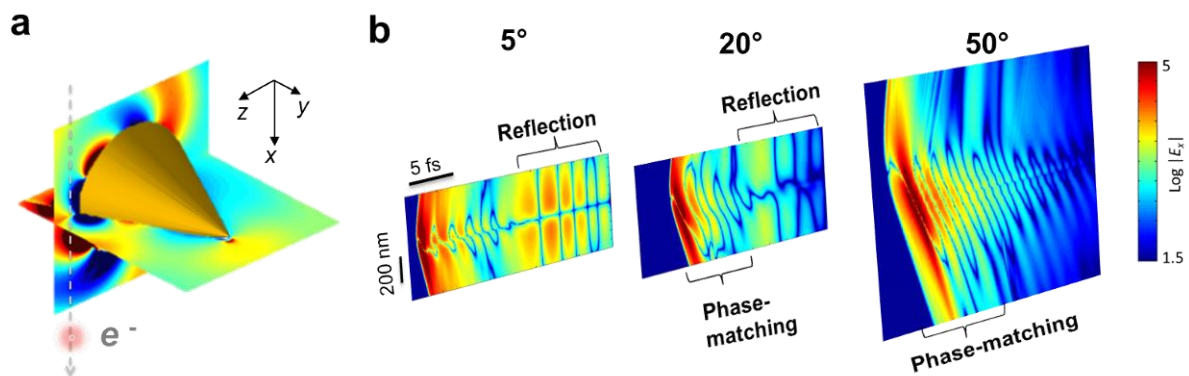 a
z
y
x
e -
b
5°
20°
50°
Reflection
Reflection
5 fs
200 nm
Phase-
matching
Phase-matching
5
Log |Eₓ|
1.5